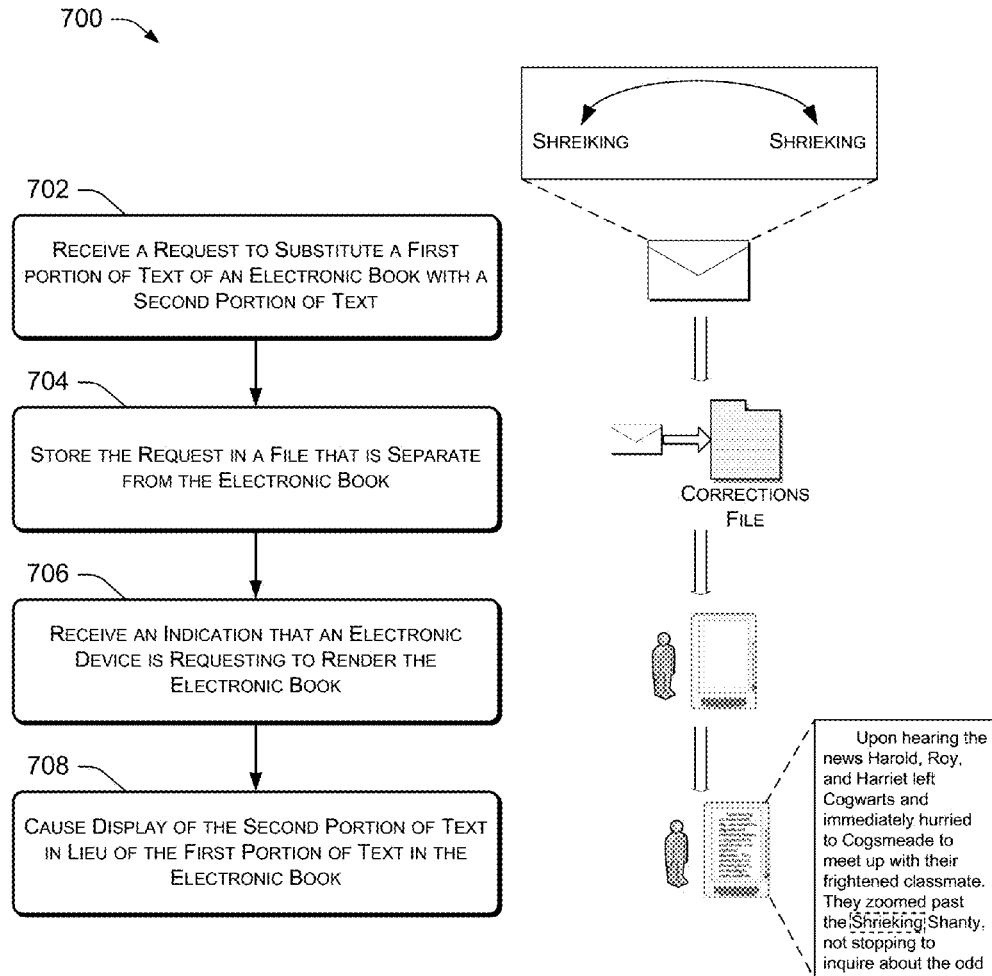 700
SHREIKING
SHRIEKING
702
RECEIVE A REQUEST TO SUBSTITUTE A FIRST
PORTION OF TEXT OF AN ELECTRONIC BOOK WITH A
SECOND PORTION OF TEXT
704
STORE THE REQUEST IN A FILE THAT IS SEPARATE
FROM THE ELECTRONIC BOOK
CORRECTIONS
FILE
706
RECEIVE AN INDICATION THAT AN ELECTRONIC
DEVICE IS REQUESTING TO RENDER THE
ELECTRONIC BOOK
708
CAUSE DISPLAY OF THE SECOND PORTION OF TEXT
IN LIEU OF THE FIRST PORTION OF TEXT IN THE
ELECTRONIC BOOK
Upon hearing the
news Harold, Roy,
and Harriet left
Cogwarts and
immediately hurried
to Cogsmeade to
meet up with their
frightened classmate.
They zoomed past
the Shrieking Shanty,
not stopping to
inquire about the odd